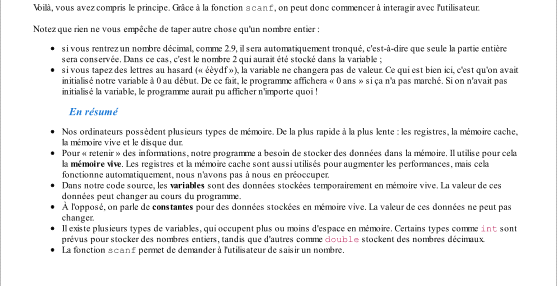 Voilà, vous avez compris le principe. Grâce à la fonction scanf, on peut donc commencer à interagir avec l'utilisateur.
Notez que rien ne vous empêche de taper autre chose qu'un nombre entier :
• si vous rentrez un nombre décimal, comme 2.9, il sera automatiquement tronqué, c'est-à-dire que seule la partie entière
sera conservée. Dans ce cas, c'est le nombre 2 qui aurait été stocké dans la variable ;
• si vous tapez des lettres au hasard (« éèydf »), la variable ne changera pas de valeur. Ce qui est bien ici, c'est qu'on avait
initialisé notre variable à 0 au début. De ce fait, le programme affichera « 0 ans » si ça n'a pas marché. Si on n'avait pas
initialisé la variable, le programme aurait pu afficher n'importe quoi !
En résumé
• Nos ordinateurs possèdent plusieurs types de mémoire. De la plus rapide à la plus lente : les registres, la mémoire cache,
la mémoire vive et le disque dur.
• Pour « retenir » des informations, notre programme a besoin de stocker des données dans la mémoire. Il utilise pour cela
la mémoire vive. Les registres et la mémoire cache sont aussi utilisés pour augmenter les performances, mais cela
fonctionne automatiquement, nous n'avons pas à nous en préoccuper.
• Dans notre code source, les variables sont des données stockées temporairement en mémoire vive. La valeur de ces
données peut changer au cours du programme.
• À l'opposé, on parle de constantes pour des données stockées en mémoire vive. La valeur de ces données ne peut pas
changer.
• Il existe plusieurs types de variables, qui occupent plus ou moins d'espace en mémoire. Certains types comme int sont
prévus pour stocker des nombres entiers, tandis que d'autres comme double stockent des nombres décimaux.
• La fonction scanf permet de demander à l'utilisateur de saisir un nombre.